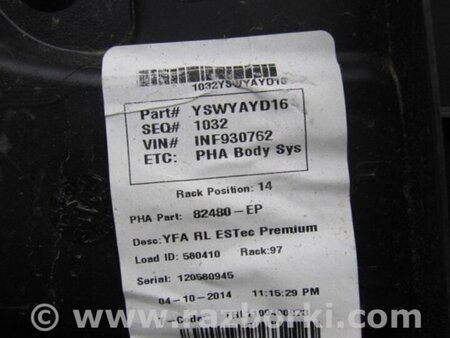 1032YSWYAYD16
Part# YSWYAYD16
SEQ# 1032
VIN# INF930762
ETC: PHA Body Sys
Rack Position: 14
PHA Part: 82480-EP
Desc: YFA RL ESTec Premium
Load ID: 580410 Rack: 97
Serial: 120580945
04-10-2014 11:15:29 PM
www.razborki.com